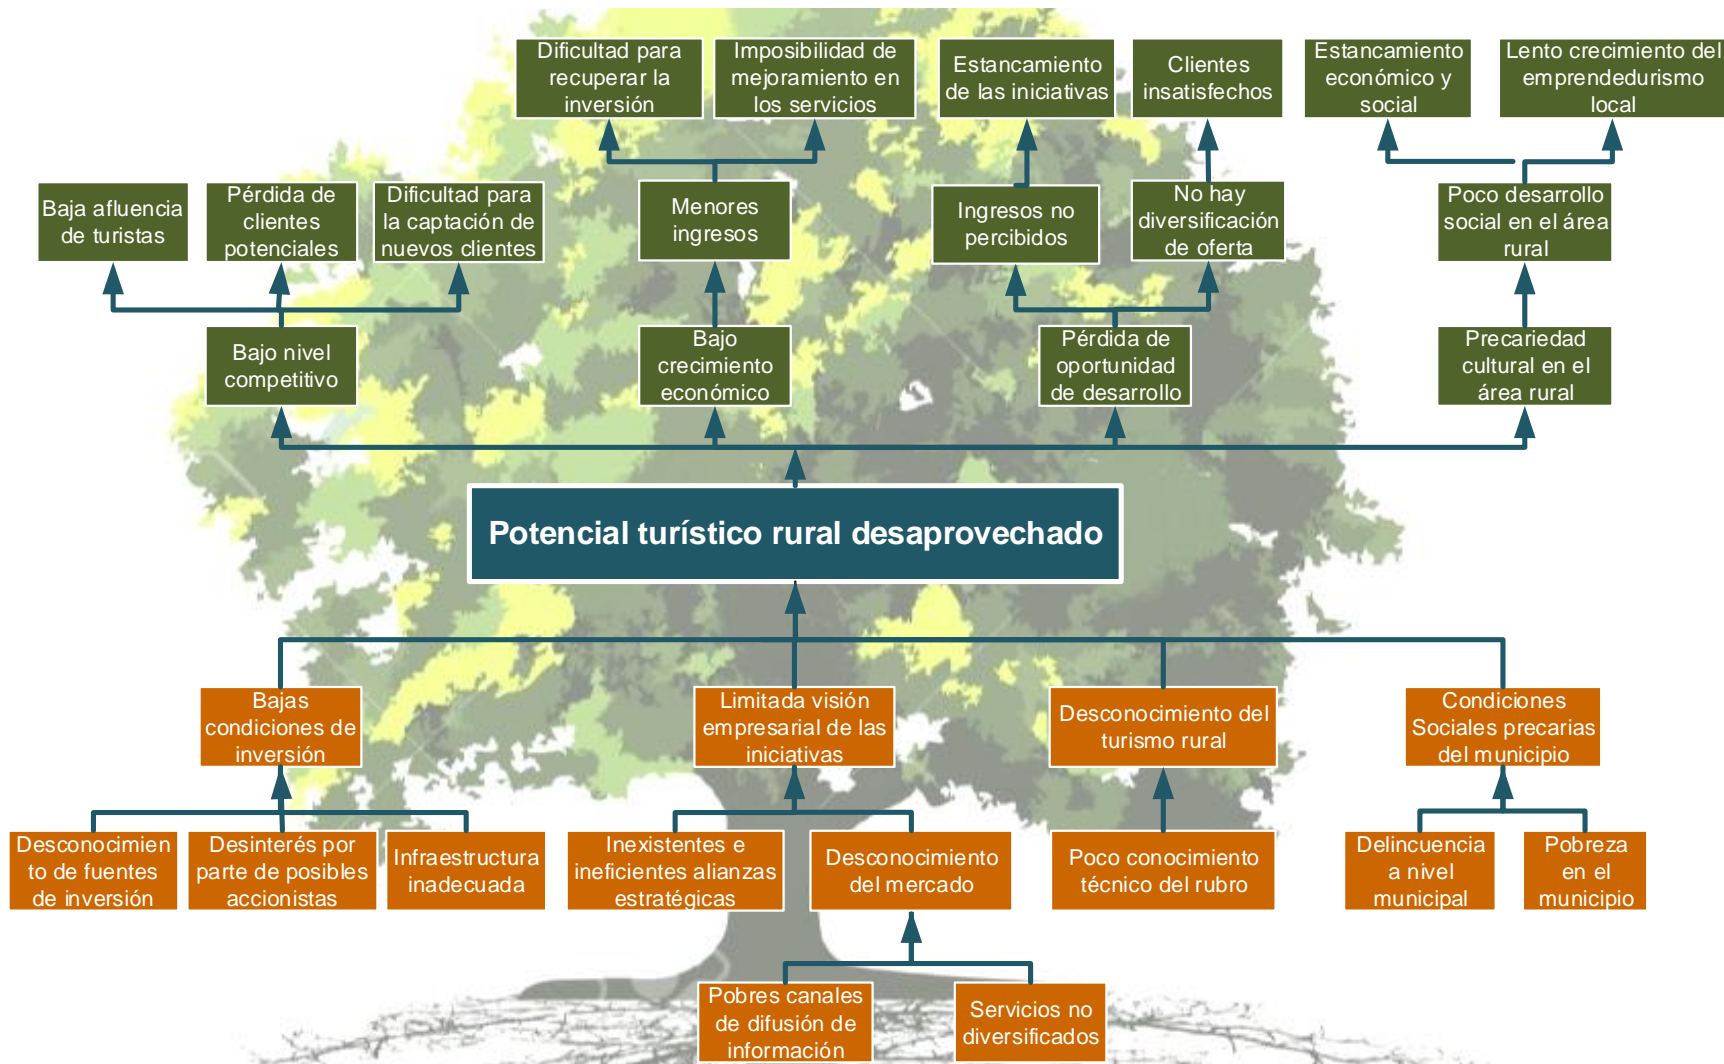 Dificultad para
recuperar la
inversión
Imposibilidad de
mejoramiento en
los servicios
Estancamiento
de las iniciativas
Clientes
insatisfechos
Estancamiento
económico y
social
Lento crecimiento del
emprendedurismo
local
Baja afluencia
de turistas
Pérdida de
clientes
potenciales
Dificultad para
la captación de
nuevos clientes
Menores
ingresos
Ingresos no
percibidos
No hay
diversificación
de oferta
Poco desarrollo
social en el área
rural
Bajo nivel
competitivo
Bajo
crecimiento
económico
Pérdida de
oportunidad
de desarrollo
Precariedad
cultural en el
área rural
Potencial turístico rural desaprovechado
Bajas
condiciones de
inversión
Limitada visión
empresarial de las
iniciativas
Desconocimiento del
turismo rural
Condiciones
Sociales precarias
del municipio
Desconocimien
to de fuentes
de inversión
Desinterés por
parte de posibles
accionistas
Infraestructura
inadecuada
Inexistentes e
ineficientes alianzas
estratégicas
Desconocimiento
del mercado
Poco conocimiento
técnico del rubro
Delincuencia
a nivel
municipal
Pobreza
en el
municipio
Pobres canales
de difusión de
información
Servicios no
diversificados